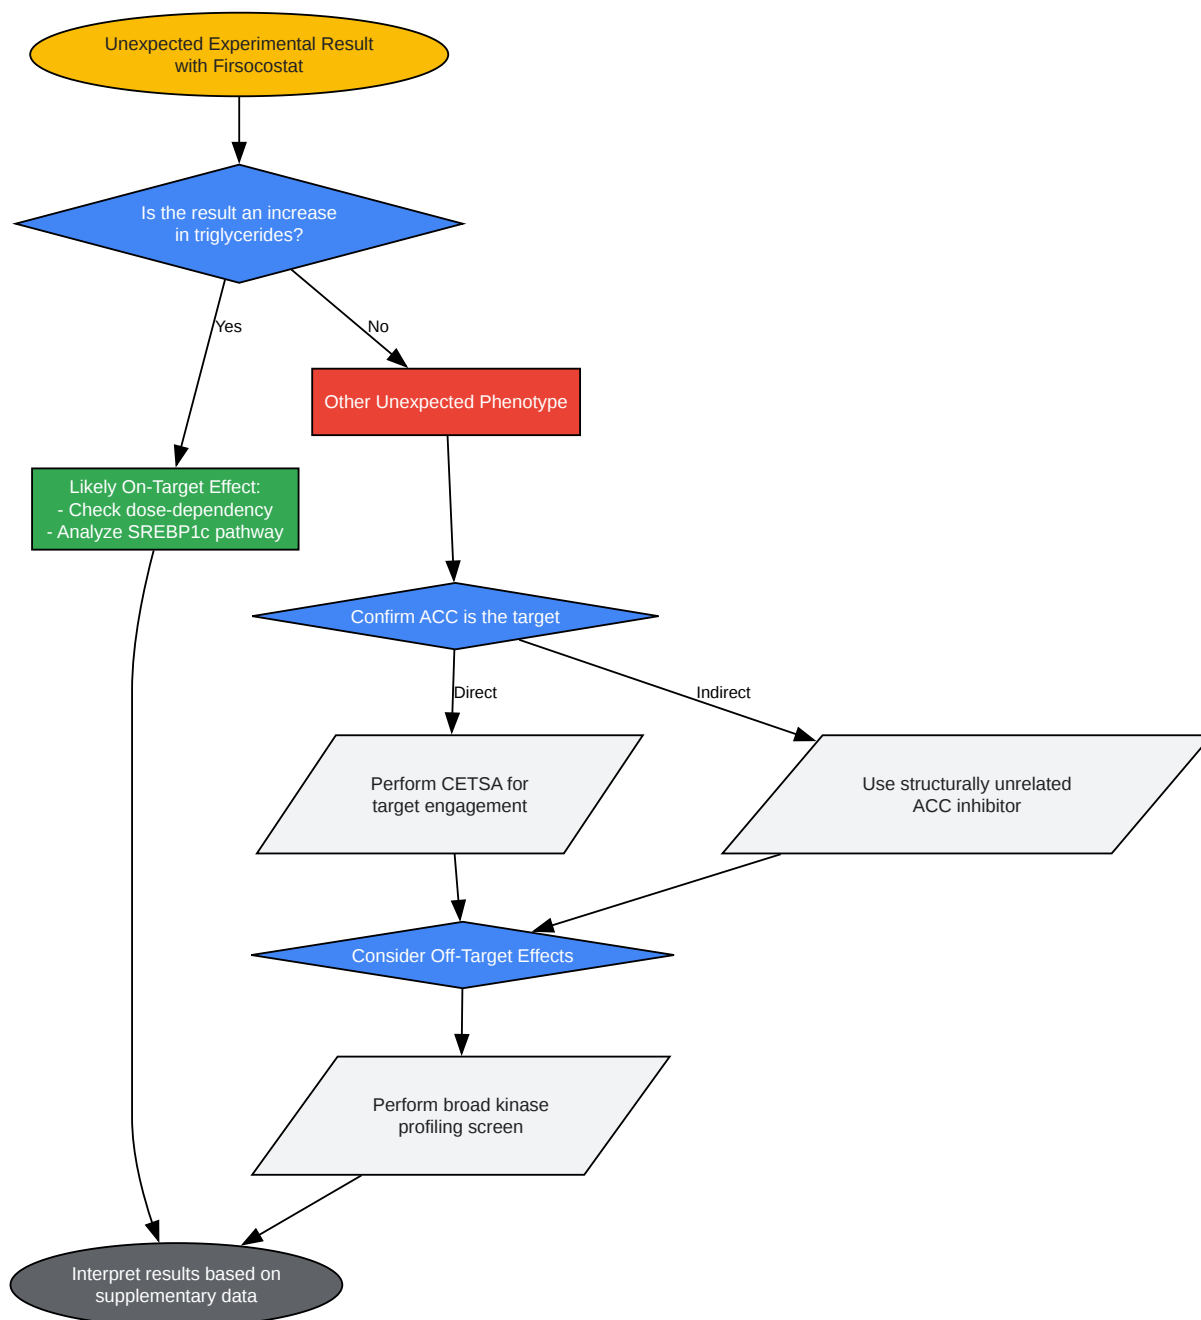 Unexpected Experimental Result
with Firsocostat
Is the result an increase
in triglycerides?
Yes
No
Other Unexpected Phenotype
Likely On-Target Effect:
- Check dose-dependency
- Analyze SREBP1c pathway
Confirm ACC is the target
Direct
Indirect
Perform CETSA for
target engagement
Use structurally unrelated
ACC inhibitor
Consider Off-Target Effects
Perform broad kinase
profiling screen
Interpret results based on
supplementary data